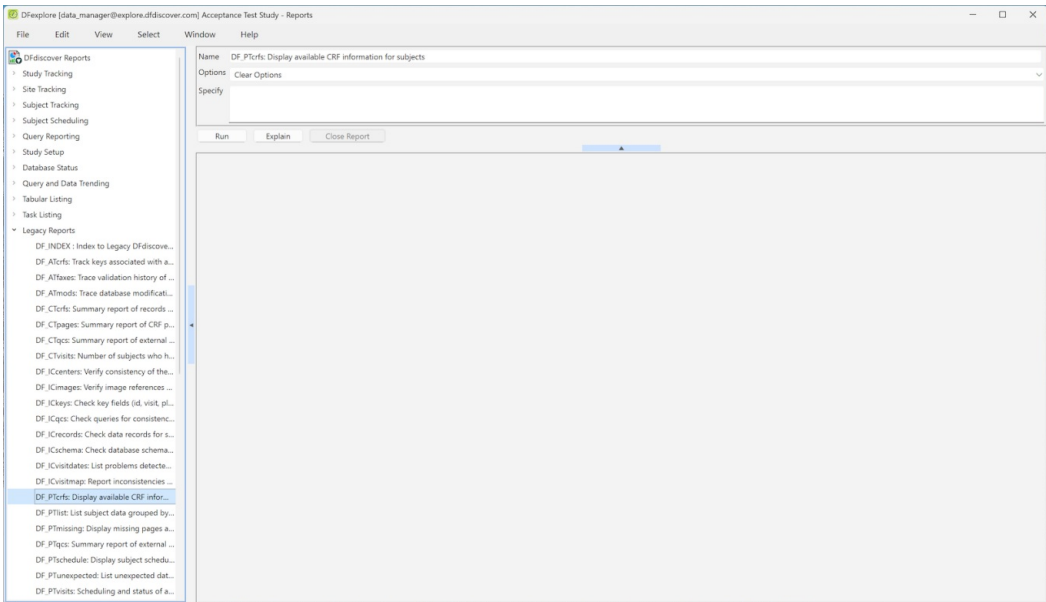 DFexplore [data_manager@explore.dfdiscover.com] Acceptance Test Study - Reports
File Edit View Select Window Help
DFdiscover Reports
Study Tracking
Site Tracking
Subject Tracking
Subject Scheduling
Query Reporting
Study Setup
Database Status
Query and Data Trending
Tabular Listing
Task Listing
Legacy Reports
DF_INDEX : Index to Legacy DFdiscove...
DF_ATcrfs: Track keys associated with a...
DF_ATfaxes: Trace validation history of ...
DF_ATmods: Trace database modificati...
DF_CTcrfs: Summary report of records ...
DF_CTpages: Summary report of CRF p...
DF_CTqcs: Summary report of external ...
DF_CTvisits: Number of subjects who h...
DF_ICcenters: Verify consistency of the...
DF_ICimages: Verify image references ...
DF_ICkeys: Check key fields (id, visit, pl...
DF_ICqcs: Check queries for consistenc...
DF_ICrecords: Check data records for s...
DF_ICschema: Check database schema...
DF_ICvisitdates: List problems detecte...
DF_ICvisitmap: Report inconsistencies ...
DF_PTcrfs: Display available CRF infor...
DF_PTlist: List subject data grouped by...
DF_PTmissing: Display missing pages a...
DF_PTqcs: Summary report of external ...
DF_PTschedule: Display subject schedu...
DF_PTunexpected: List unexpected dat...
DF_PTvisits: Scheduling and status of a...
Name DF_PTcrfs: Display available CRF information for subjects
Options Clear Options
Specify
Run Explain Close Report